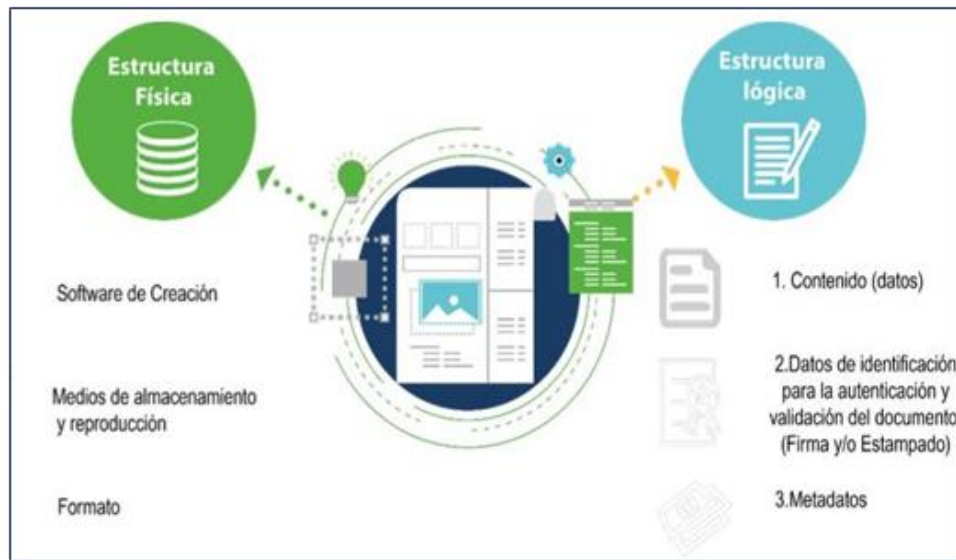 Estructura
Física
Estructura
lógica
Software de Creación
Medios de almacenamiento
y reproducción
Formato
1. Contenido (datos)
2.Datos de identificación
para la autenticación y
validación del documento
(Firma y/o Estampado)
3.Metadatos